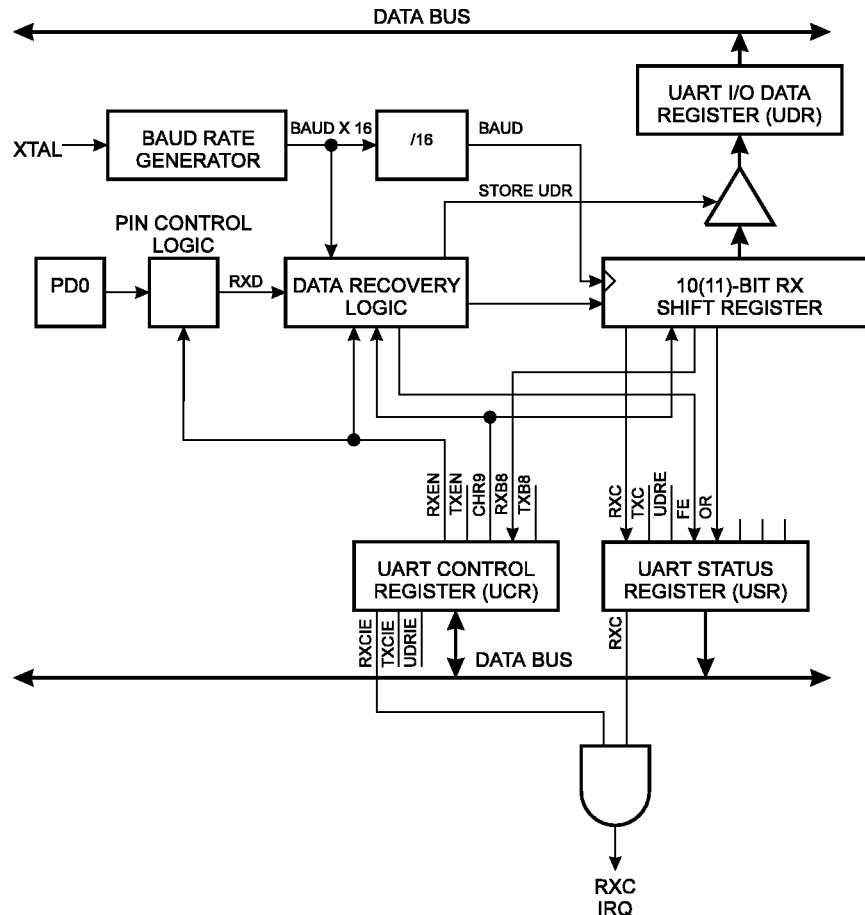 DATA BUS
UART I/O DATA
REGISTER (UDR)
XTAL
BAUD RATE
GENERATOR
BAUD X 16
/16
BAUD
STORE UDR
PIN CONTROL
LOGIC
PD0
RXD
DATA RECOVERY
LOGIC
10(11)-BIT RX
SHIFT REGISTER
RXEN
TXEN
CHR9
RXB8
TXB8
RXC
TXC
UDRE
FE
OR
UART CONTROL
REGISTER (UCR)
UART STATUS
REGISTER (USR)
RXCIE
TXCIE
UDRIE
RXC
DATA BUS
RXC
IRQ